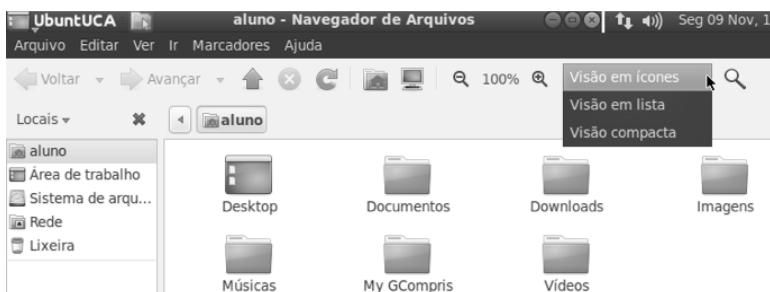 UbuntUCA aluno - Navegador de Arquivos Seg 09 Nov, 1
Arquivo Editar Ver Ir Marcadores Ajuda
Voltar Avançar 100% Visão em ícones
Visão em lista
Visão compacta
Locais aluno
aluno
Área de trabalho
Sistema de arqu...
Rede
Lixeira
Desktop Documentos Downloads Imagens
Músicas My GCompris Vídeos